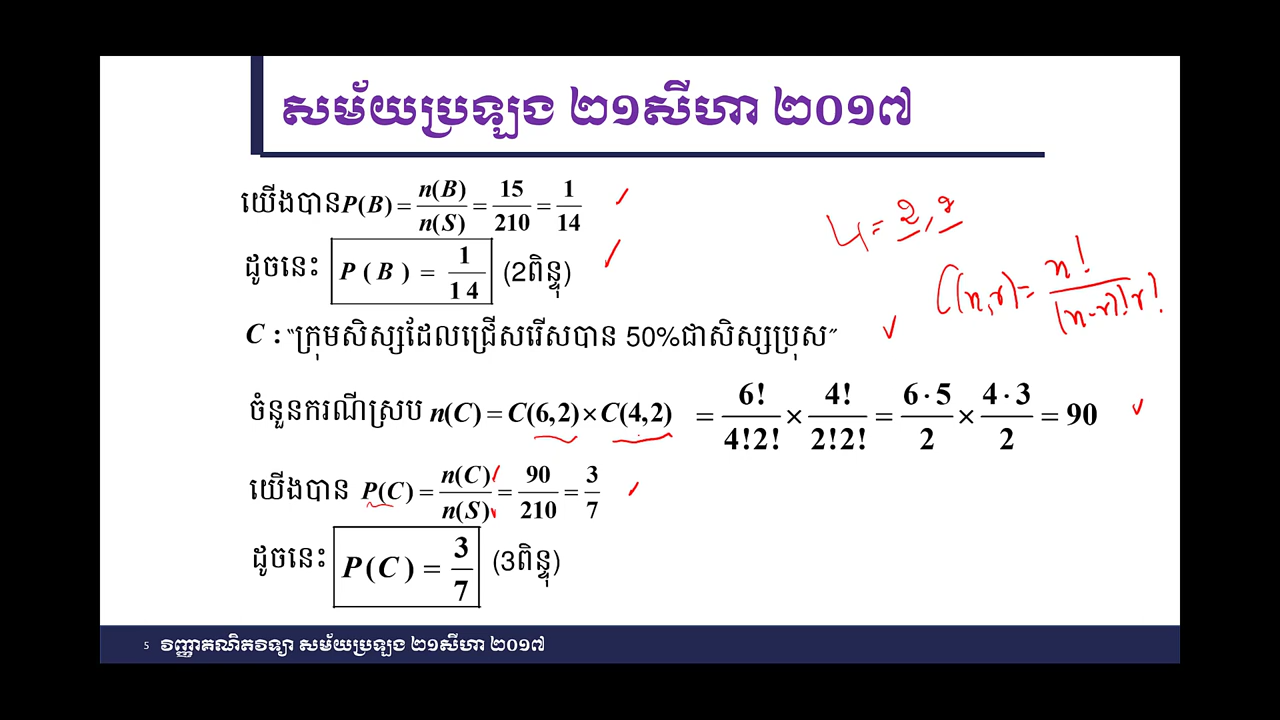 សម័យប្រឡង ២១សីហា ២០១៧
យើងបាន P(B) = n(B)/n(S) = 15/210 = 1/14
ដូចនេះ P(B) = 1/14 (2ពិន្ទុ)
4 = 2, 2
C(n,r) = n!/(n-r)!r!
C : “ក្រុមសិស្សដែលជ្រើសរើសបាន 50%ជាសិស្សប្រុស”
ចំនួនករណីស្រប n(C) = C(6,2) × C(4,2) = 6!/4!2! × 4!/2!2! = 6·5/2 × 4·3/2 = 90
យើងបាន P(C) = n(C)/n(S) = 90/210 = 3/7
ដូចនេះ P(C) = 3/7 (3ពិន្ទុ)
5 វិញ្ញាគណិតវិទ្យា សម័យប្រឡង ២១សីហា ២០១៧